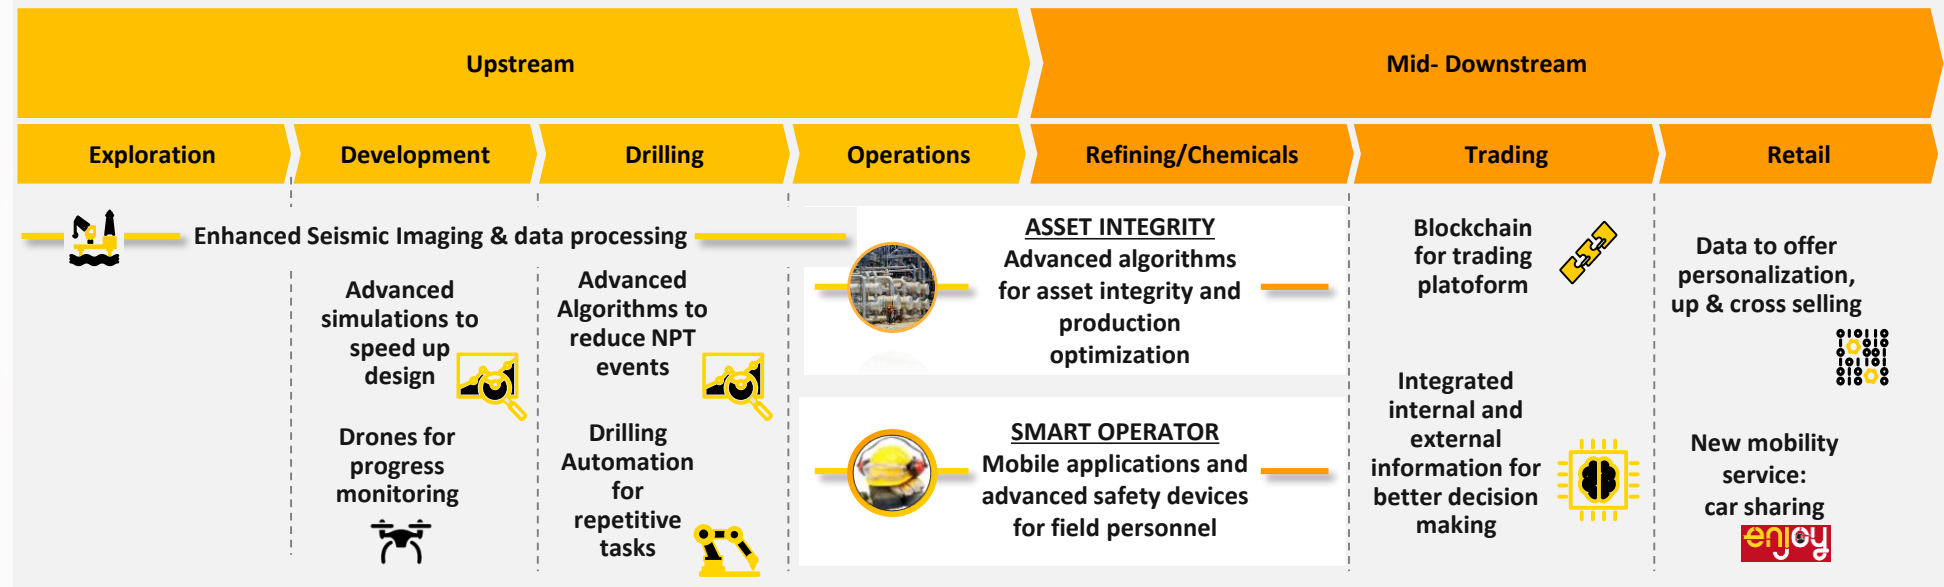 Upstream
Mid- Downstream
Exploration
Development
Drilling
Operations
Refining/Chemicals
Trading
Retail
Enhanced Seismic Imaging & data processing
Advanced
simulations to
speed up
design
Drones for
progress
monitoring
Advanced
Algorithms to
reduce NPT
events
Drilling
Automation
for
repetitive
tasks
ASSET INTEGRITY
Advanced algorithms
for asset integrity and
production
optimization
SMART OPERATOR
Mobile applications and
advanced safety devices
for field personnel
Blockchain
for trading
platoform
Integrated
internal and
external
information for
better decision
making
Data to offer
personalization,
up & cross selling
New mobility
service:
car sharing
enjoy